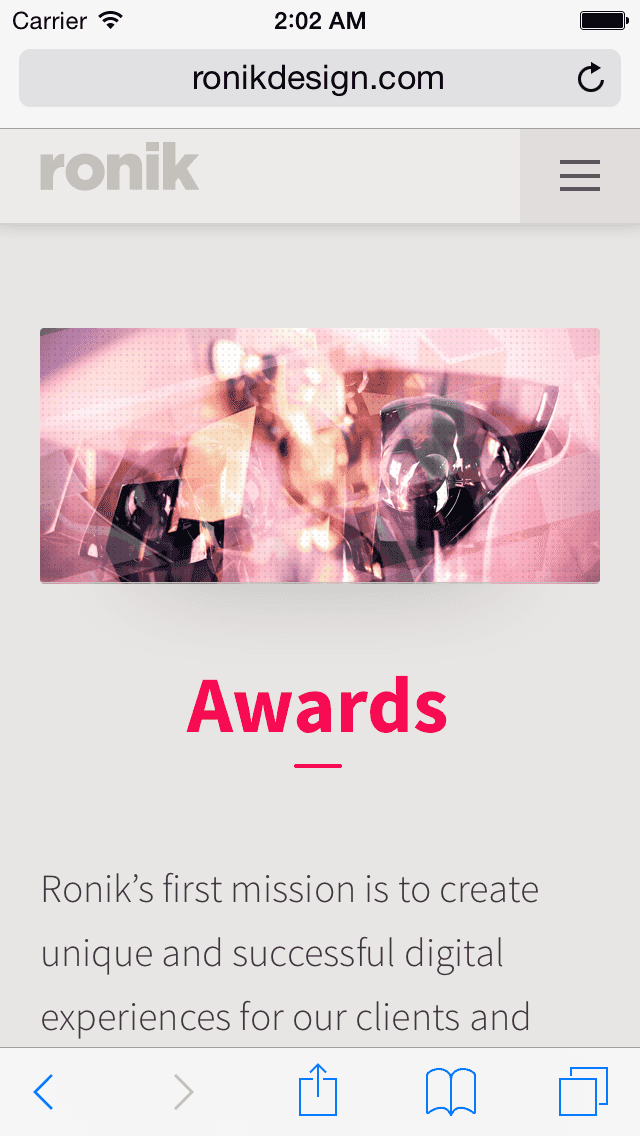 Carrier 2:02 AM
ronikdesign.com
ronik
Awards
Ronik’s first mission is to create
unique and successful digital
experiences for our clients and